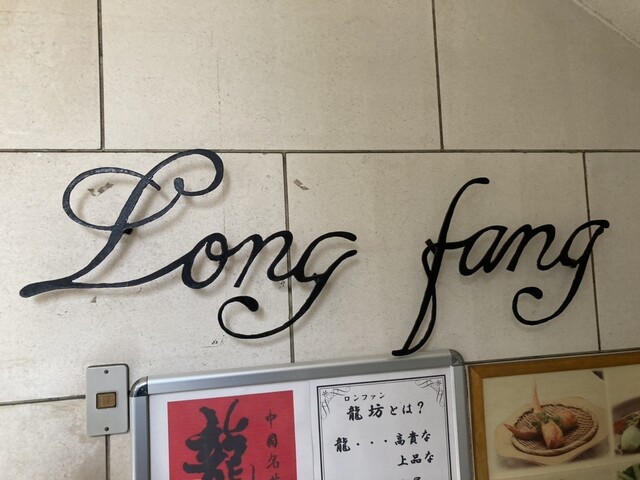 Long fang
龍
中国名
ロンファン
龍坊とは?
龍・・・高貴な
上品な